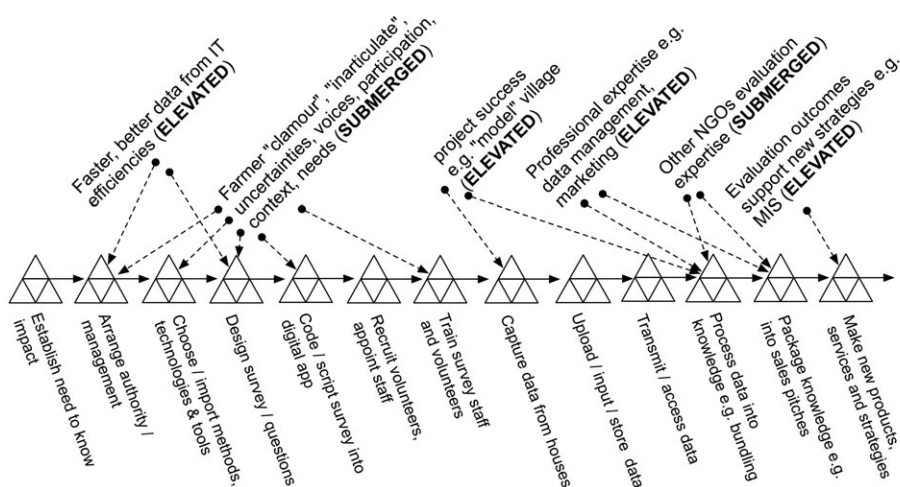 Faster, better data from IT
efficiencies (ELEVATED)
Farmer "clamour", "inarticulate",
uncertainties, voices, participation,
context, needs (SUBMERGED)
project success
e.g. "model" village
(ELEVATED)
Professional expertise e.g.
data management,
marketing (ELEVATED)
Other NGOs evaluation
expertise (SUBMERGED)
Evaluation outcomes
support new strategies e.g.
MIS (ELEVATED)
Establish need to know
impact
Arrange authority /
management
Choose / import methods,
technologies & tools
Design survey / questions
Code / script survey into
digital app
Recruit volunteers,
appoint staff
Train survey staff
and volunteers
Capture data from houses
Upload / input / store data
Transmit / access data
Process data into
knowledge e.g. bundling
Package knowledge e.g.
into sales pitches
Make new products,
services and strategies